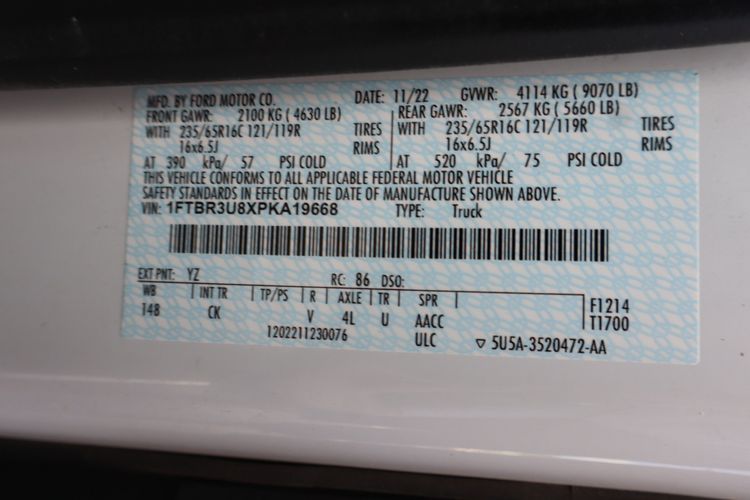 MFD. BY FORD MOTOR CO. DATE: 11/22 GVWR: 4114 KG ( 9070 LB)
FRONT GAWR: 2100 KG ( 4630 LB) REAR GAWR: 2567 KG ( 5660 LB)
WITH 235/65R16C 121/119R TIRES WITH 235/65R16C 121/119R TIRES
16x6.5J RIMS 16x6.5J RIMS
AT 390 kPa/ 57 PSI COLD AT 520 kPa/ 75 PSI COLD
THIS VEHICLE CONFORMS TO ALL APPLICABLE FEDERAL MOTOR VEHICLE
SAFETY STANDARDS IN EFFECT ON THE DATE OF MANUFACTURE SHOWN ABOVE.
VIN: 1FTBR3U8XPKA19668 TYPE: Truck
EXT PNT: YZ RC: 86 DSO:
WB INT TR TP/PS R AXLE TR SPR F1214
148 CK V 4L U AACC T1700
1202211230076 ULC ▽ 5U5A-3520472-AA